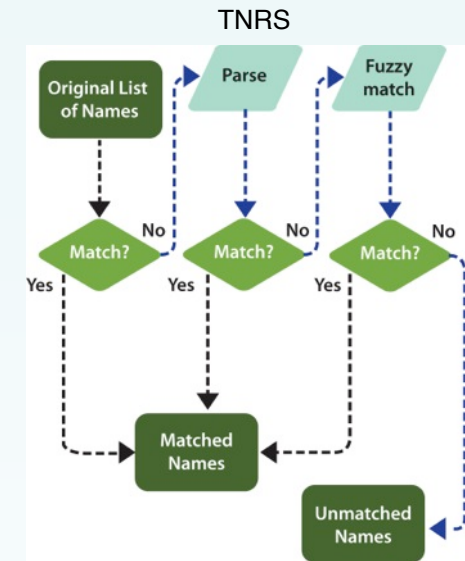 TNRS
Original List
of Names
Parse
Fuzzy
match
Match?
No
Match?
No
Match?
No
Yes
Yes
Yes
Matched
Names
Unmatched
Names